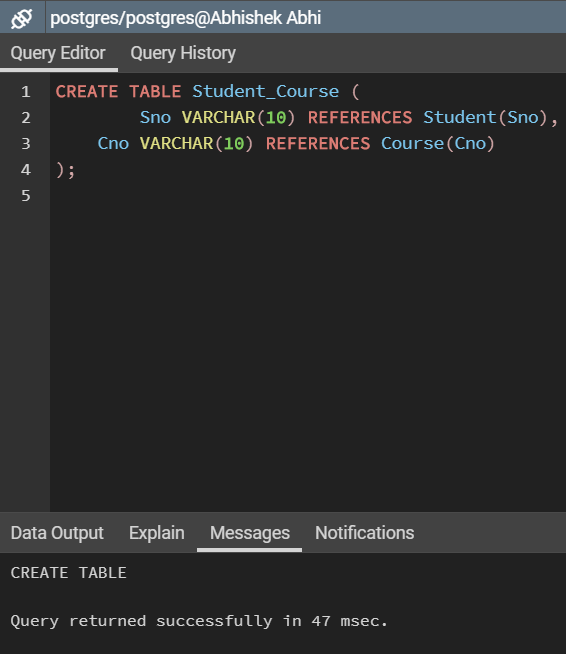 postgres/postgres@Abhishek Abhi
Query Editor Query History
1 CREATE TABLE Student_Course (
2 Sno VARCHAR(10) REFERENCES Student(Sno),
3 Cno VARCHAR(10) REFERENCES Course(Cno)
4 );
5
Data Output Explain Messages Notifications
CREATE TABLE
Query returned successfully in 47 msec.